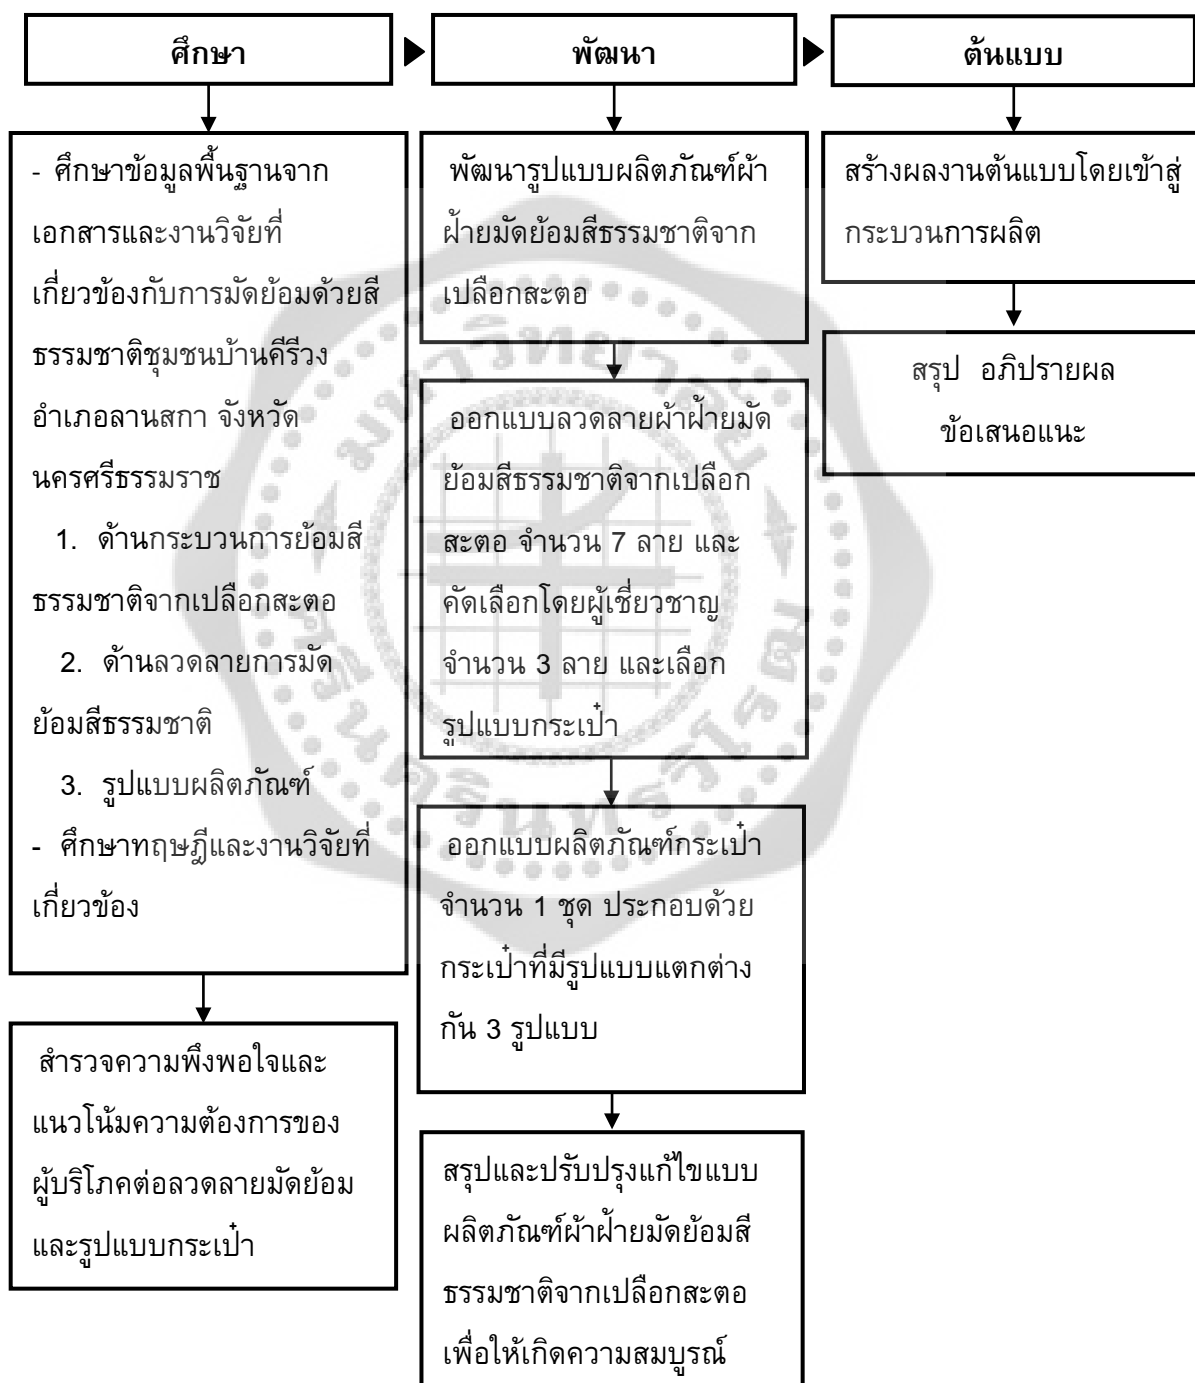 ศึกษา
พัฒนา
ต้นแบบ
- ศึกษาข้อมูลพื้นฐานจาก
เอกสารและงานวิจัยที่
เกี่ยวข้องกับการมัดย้อมด้วยสี
ธรรมชาติชุมชนบ้านคีรีวง
อำเภอลานสกา จังหวัด
นครศรีธรรมราช
1. ด้านกระบวนการย้อมสี
ธรรมชาติจากเปลือกสะตอ
2. ด้านลวดลายการมัด
ย้อมสีธรรมชาติ
3. รูปแบบผลิตภัณฑ์
- ศึกษาทฤษฎีและงานวิจัยที่
เกี่ยวข้อง
สำรวจความพึงพอใจและ
แนวโน้มความต้องการของ
ผู้บริโภคต่อลวดลายมัดย้อม
และรูปแบบกระเป๋า
พัฒนารูปแบบผลิตภัณฑ์ผ้า
ฝ้ายมัดย้อมสีธรรมชาติจาก
เปลือกสะตอ
ออกแบบลวดลายผ้าฝ้ายมัด
ย้อมสีธรรมชาติจากเปลือก
สะตอ จำนวน 7 ลาย และ
คัดเลือกโดยผู้เชี่ยวชาญ
จำนวน 3 ลาย และเลือก
รูปแบบกระเป๋า
ออกแบบผลิตภัณฑ์กระเป๋า
จำนวน 1 ชุด ประกอบด้วย
กระเป๋าที่มีรูปแบบแตกต่าง
กัน 3 รูปแบบ
สรุปและปรับปรุงแก้ไขแบบ
ผลิตภัณฑ์ผ้าฝ้ายมัดย้อมสี
ธรรมชาติจากเปลือกสะตอ
เพื่อให้เกิดความสมบูรณ์
สร้างผลงานต้นแบบโดยเข้าสู่
กระบวนการผลิต
สรุป อภิปรายผล
ข้อเสนอแนะ
มหาวิทยาลัย
ศรีนครินทรวิโรฒ